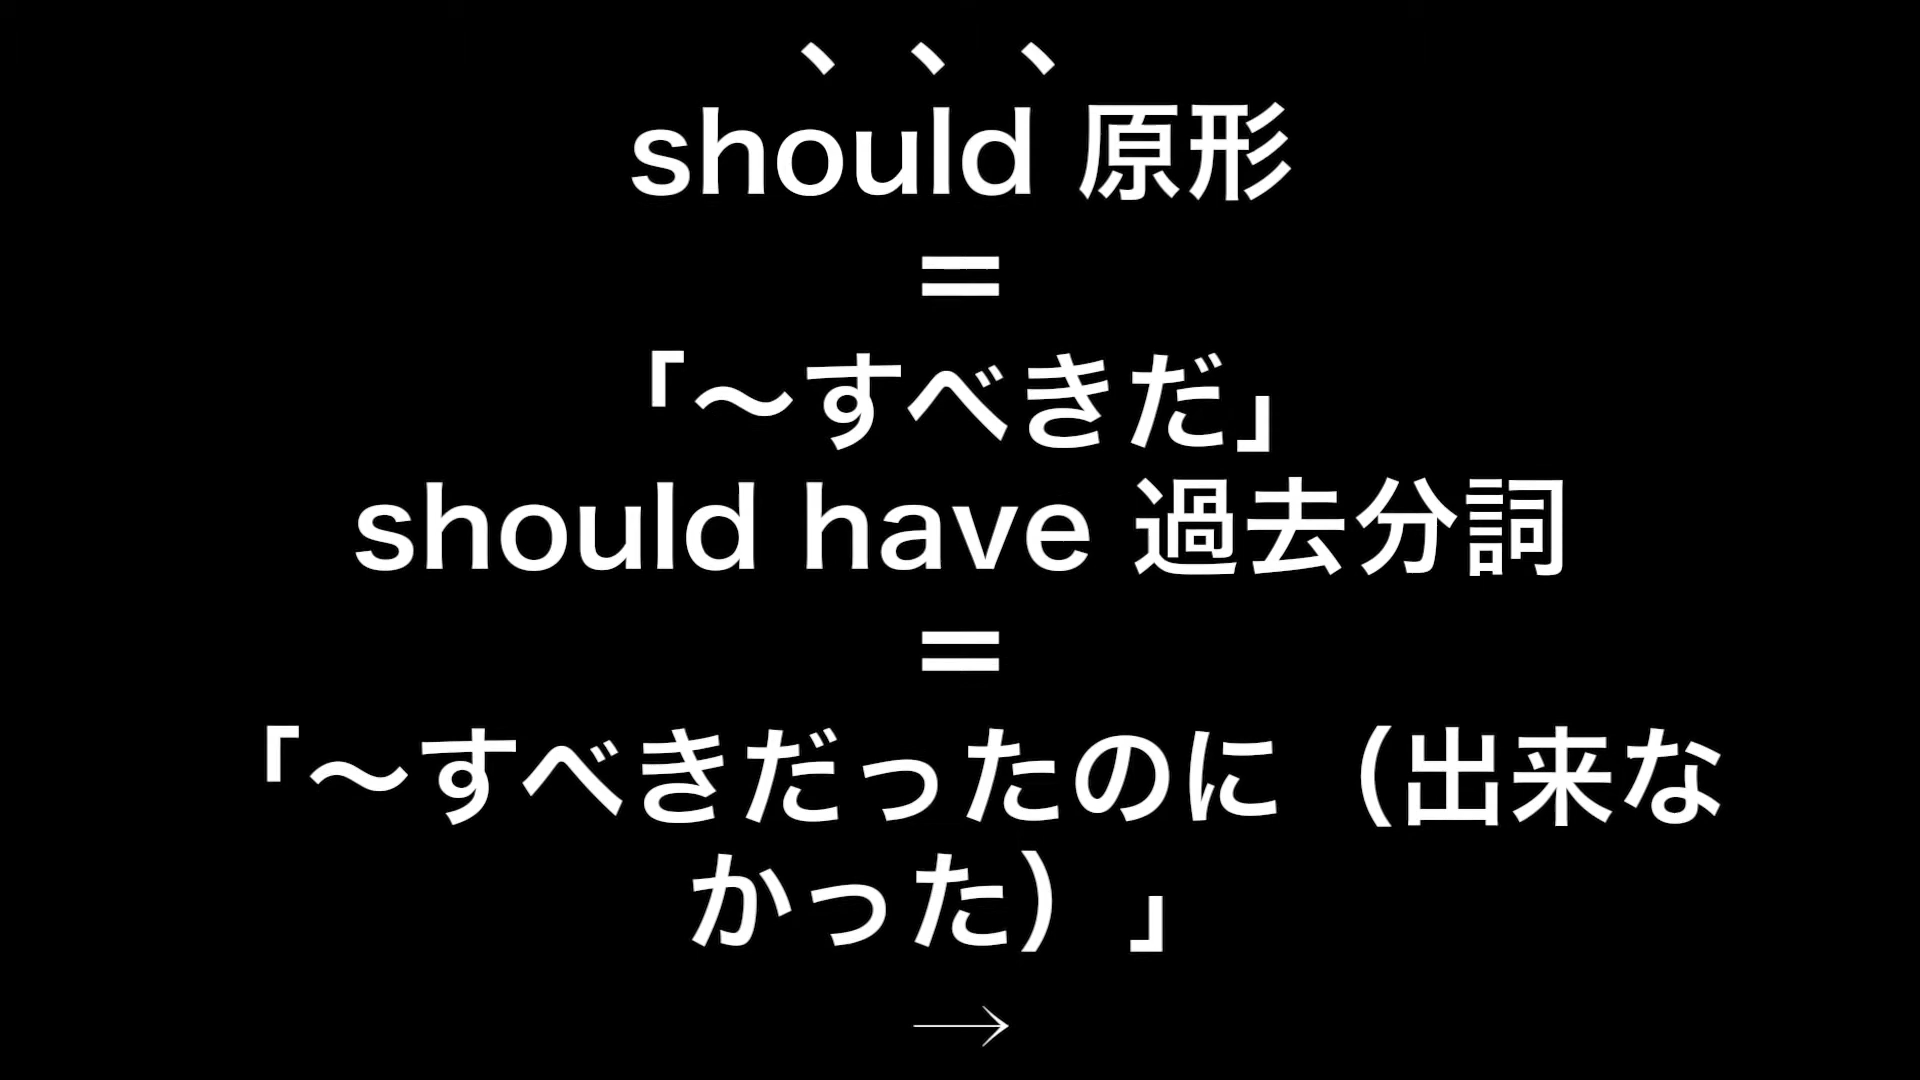 、、、
should 原形
＝
「〜すべきだ」
should have 過去分詞
＝
「〜すべきだったのに（出来な
かった）」
→